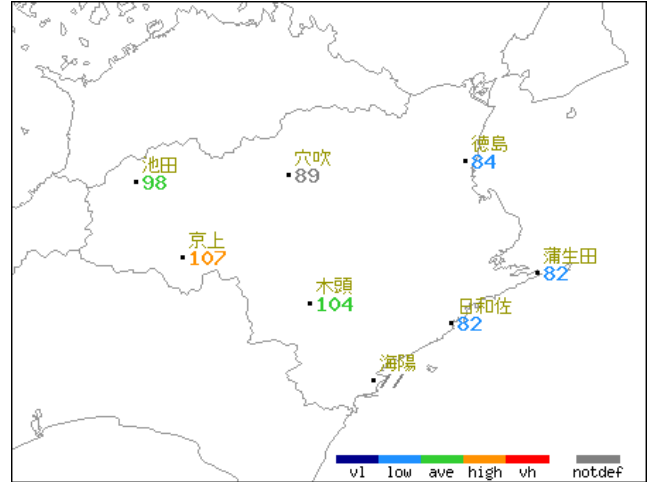 徳島
84
穴吹
89
池田
98
京上
107
蒲生田
82
木頭
104
日和佐
82
海陽
//
vl low ave high vh notdef